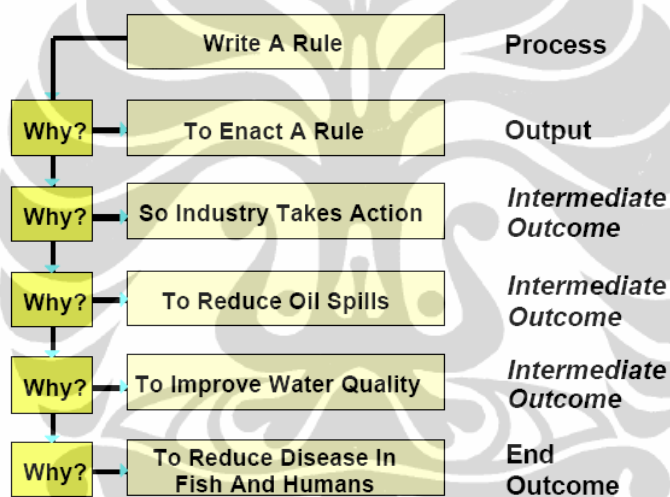 Write A Rule
Process
Why?
To Enact A Rule
Output
Why?
So Industry Takes Action
Intermediate
Outcome
Why?
To Reduce Oil Spills
Intermediate
Outcome
Why?
To Improve Water Quality
Intermediate
Outcome
Why?
To Reduce Disease In
Fish And Humans
End
Outcome